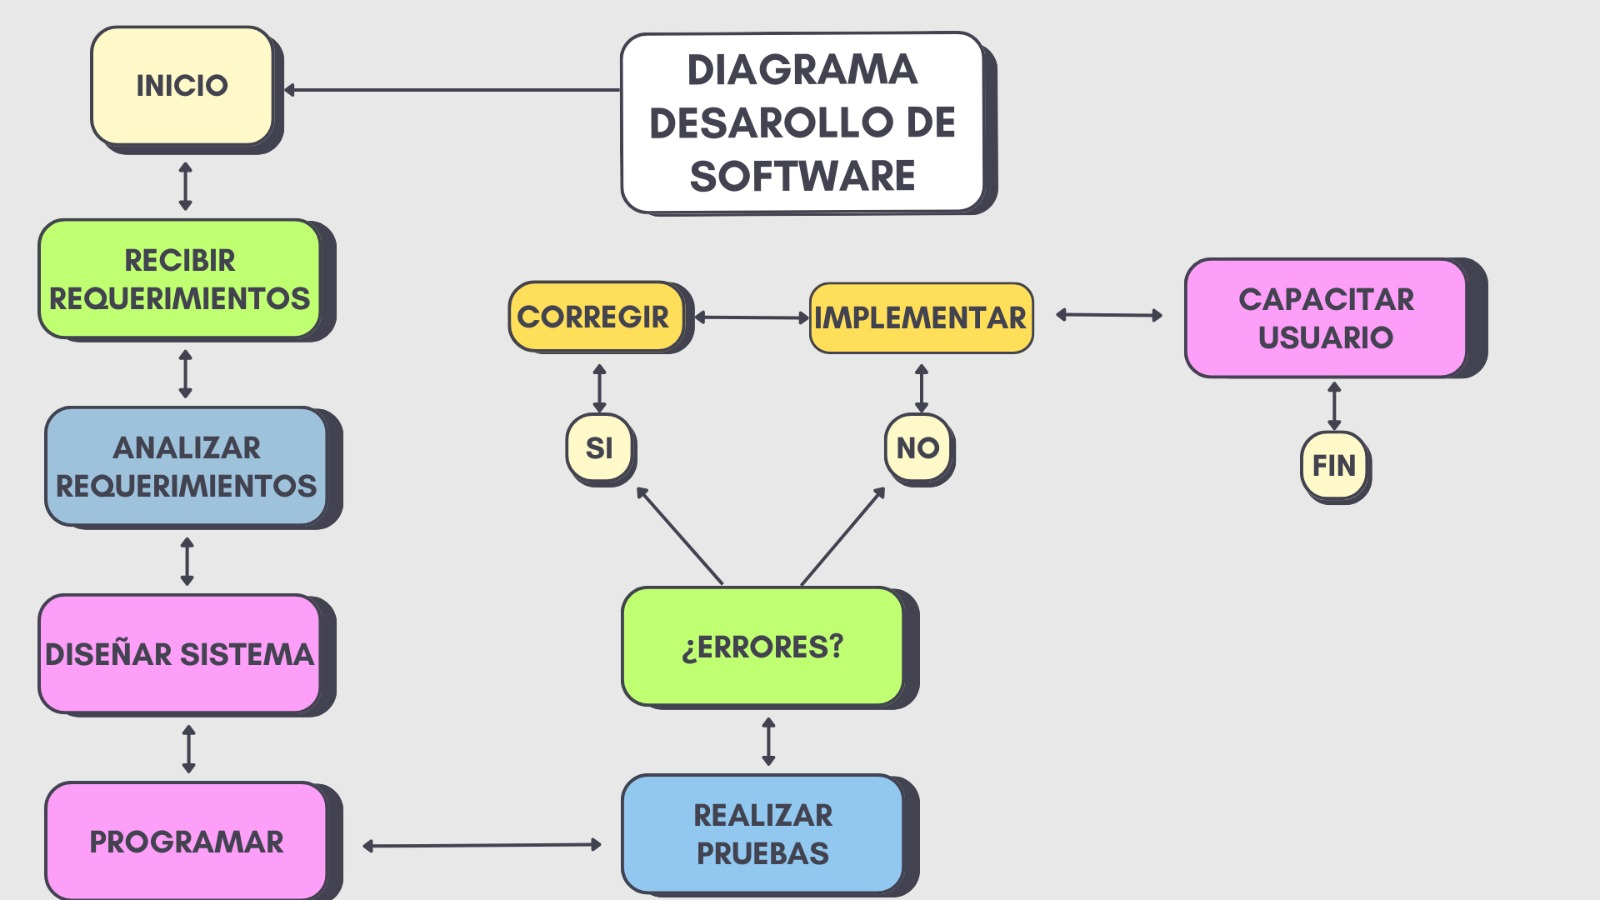 DIAGRAMA
DESAROLLO DE
SOFTWARE
INICIO
RECIBIR
REQUERIMIENTOS
ANALIZAR
REQUERIMIENTOS
DISEÑAR SISTEMA
PROGRAMAR
REALIZAR
PRUEBAS
¿ERRORES?
SI
NO
CORREGIR
IMPLEMENTAR
CAPACITAR
USUARIO
FIN